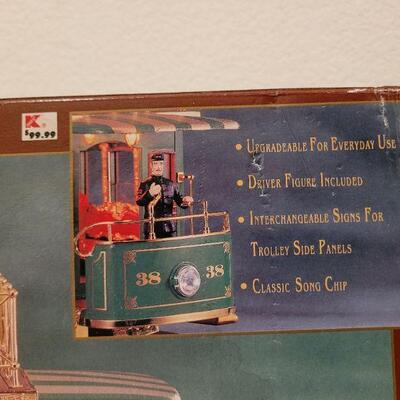 K
$99.99
• Upgradeable For Everyday Use
• Driver Figure Included
• Interchangeable Signs For
Trolley Side Panels
• Classic Song Chip
38 38